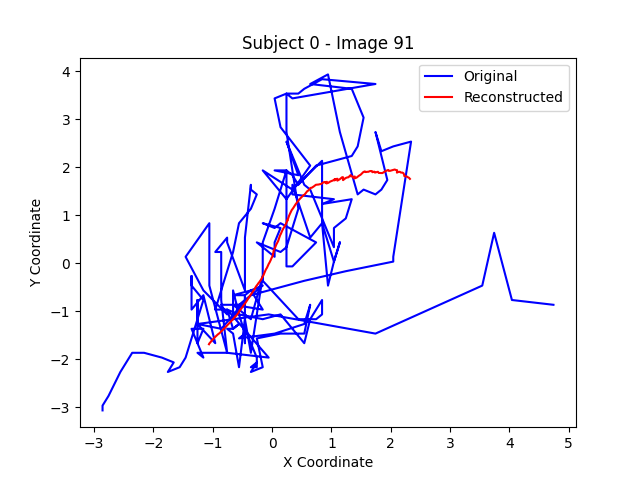 Subject 0 - Image 91
Original
Reconstructed
Y Coordinate
4
3
2
1
0
−1
−2
−3
−3 −2 −1 0 1 2 3 4 5
X Coordinate